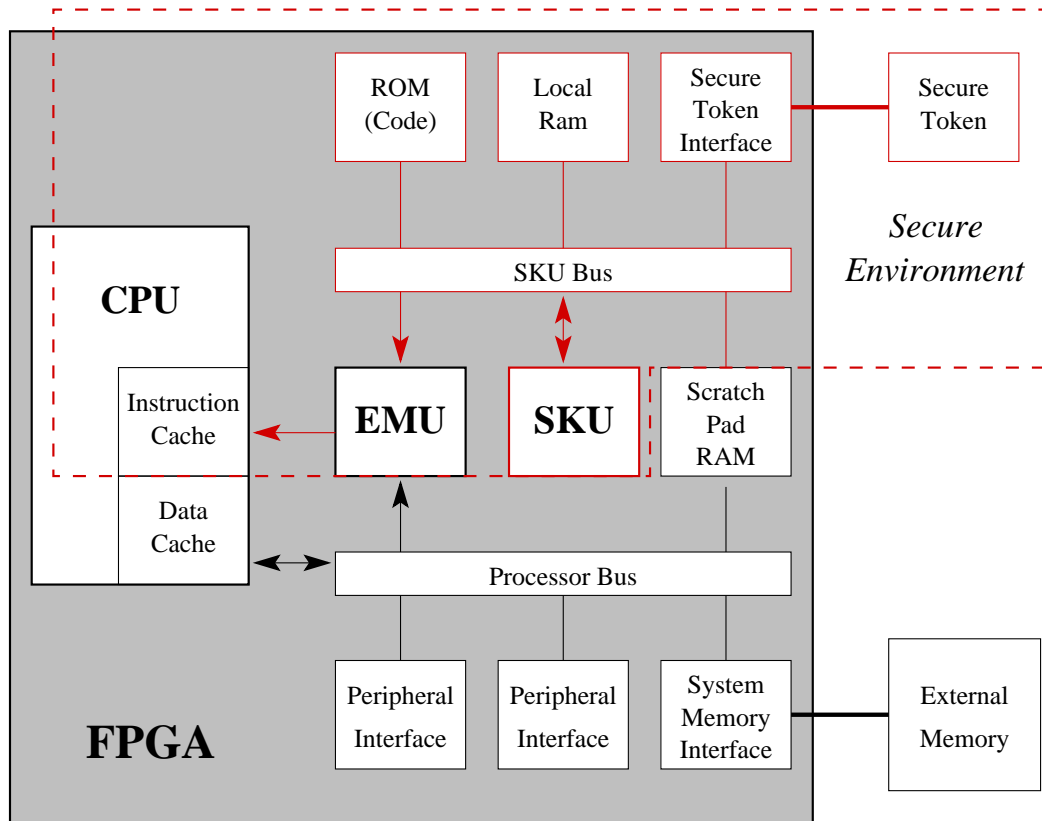 ROM
(Code)
Local
Ram
Secure
Token
Interface
Secure
Token
Secure
Environment
SKU Bus
CPU
Instruction
Cache
EMU
SKU
Scratch
Pad
RAM
Data
Cache
Processor Bus
Peripheral
Interface
Peripheral
Interface
System
Memory
Interface
External
Memory
FPGA